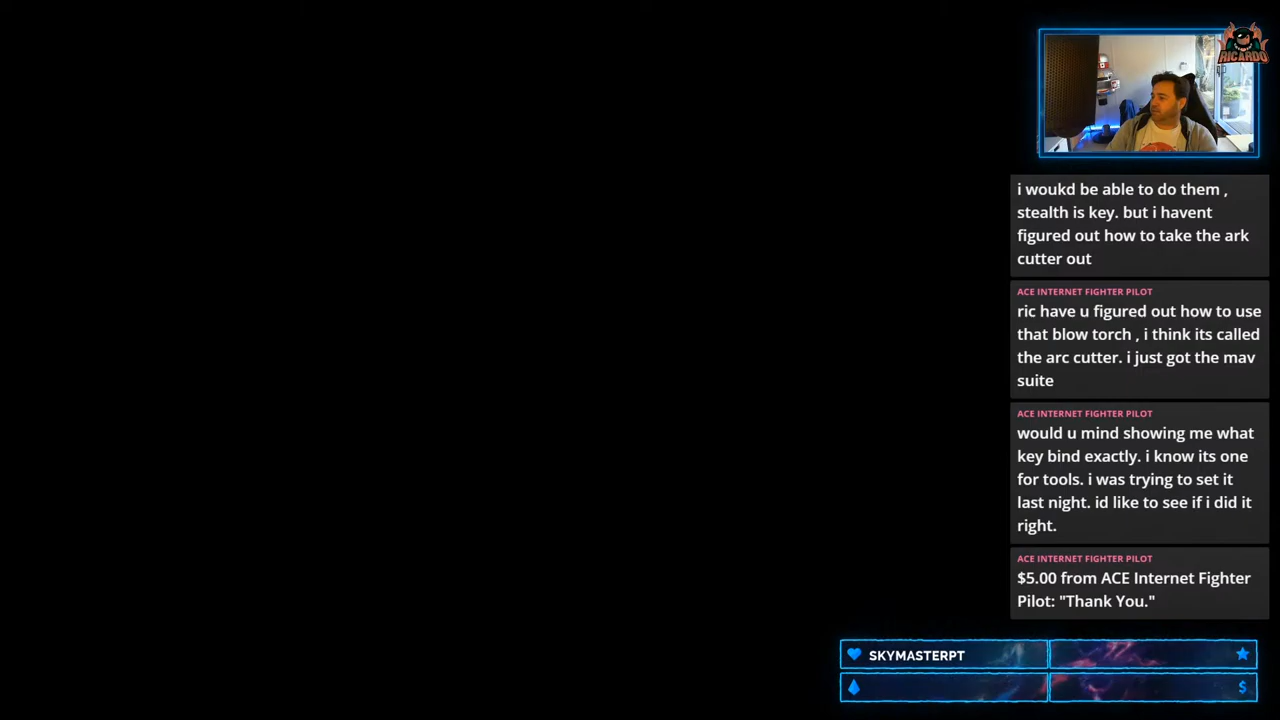 RICARDO
i woukd be able to do them ,
stealth is key. but i havent
figured out how to take the ark
cutter out
ACE INTERNET FIGHTER PILOT
ric have u figured out how to use
that blow torch , i think its called
the arc cutter. i just got the mav
suite
ACE INTERNET FIGHTER PILOT
would u mind showing me what
key bind exactly. i know its one
for tools. i was trying to set it
last night. id like to see if i did it
right.
ACE INTERNET FIGHTER PILOT
$5.00 from ACE Internet Fighter
Pilot: "Thank You."
SKYMASTERPT
$